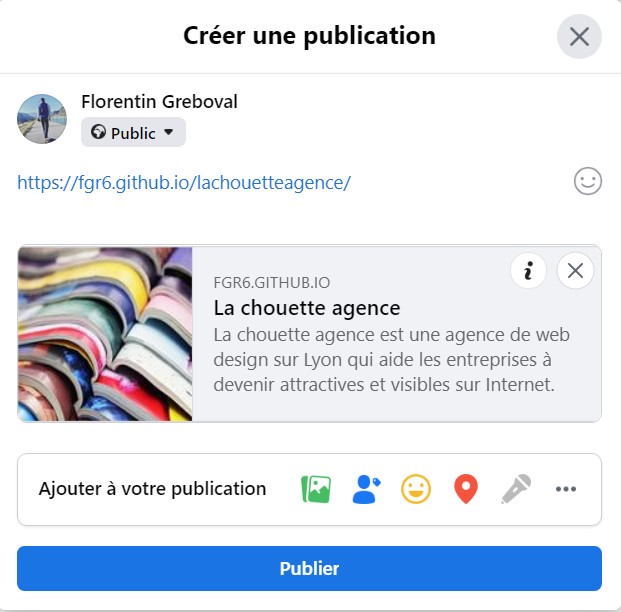 Créer une publication
Florentin Greboval
Public
https://fgr6.github.io/lachouetteagence/
FGR6.GITHUB.IO
La chouette agence
La chouette agence est une agence de web
design sur Lyon qui aide les entreprises à
devenir attractives et visibles sur Internet.
Ajouter à votre publication
Publier